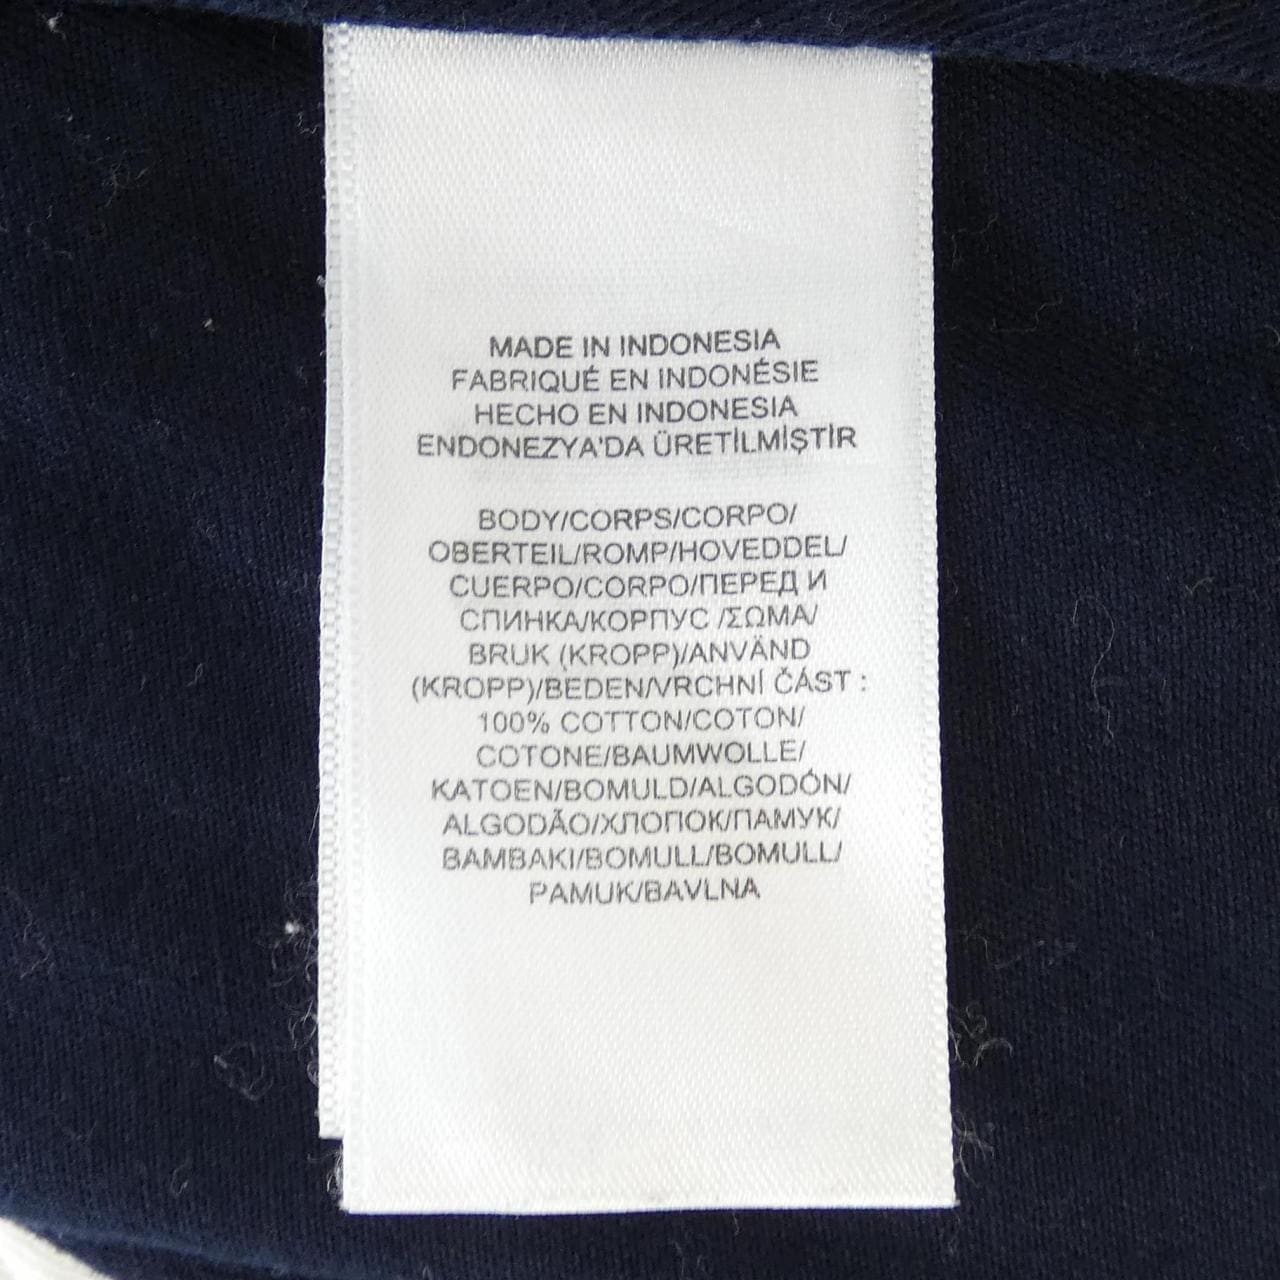 MADE IN INDONESIA
FABRIQUÉ EN INDONÉSIE
HECHO EN INDONESIA
ENDONEZYA'DA ÜRETİLMİŞTİR
BODY/CORPS/CORPO/
OBERTEIL/ROMP/HOVEDDEL/
CUERPO/CORPO/ПЕРЕД И
СПИНКА/КОРПУС /ΣΩΜΑ/
BRUK (KROPP)/ANVÄND
(KROPP)/BEDEN/VRCHNÍ ČÁST :
100% COTTON/COTON/
COTONE/BAUMWOLLE/
KATOEN/BOMULD/ALGODÓN/
ALGODÃO/ХЛОПОК/ПАМУК/
ΒΑΜΒΑΚΙ/BOMULL/BOMULL/
PAMUK/BAVLNA